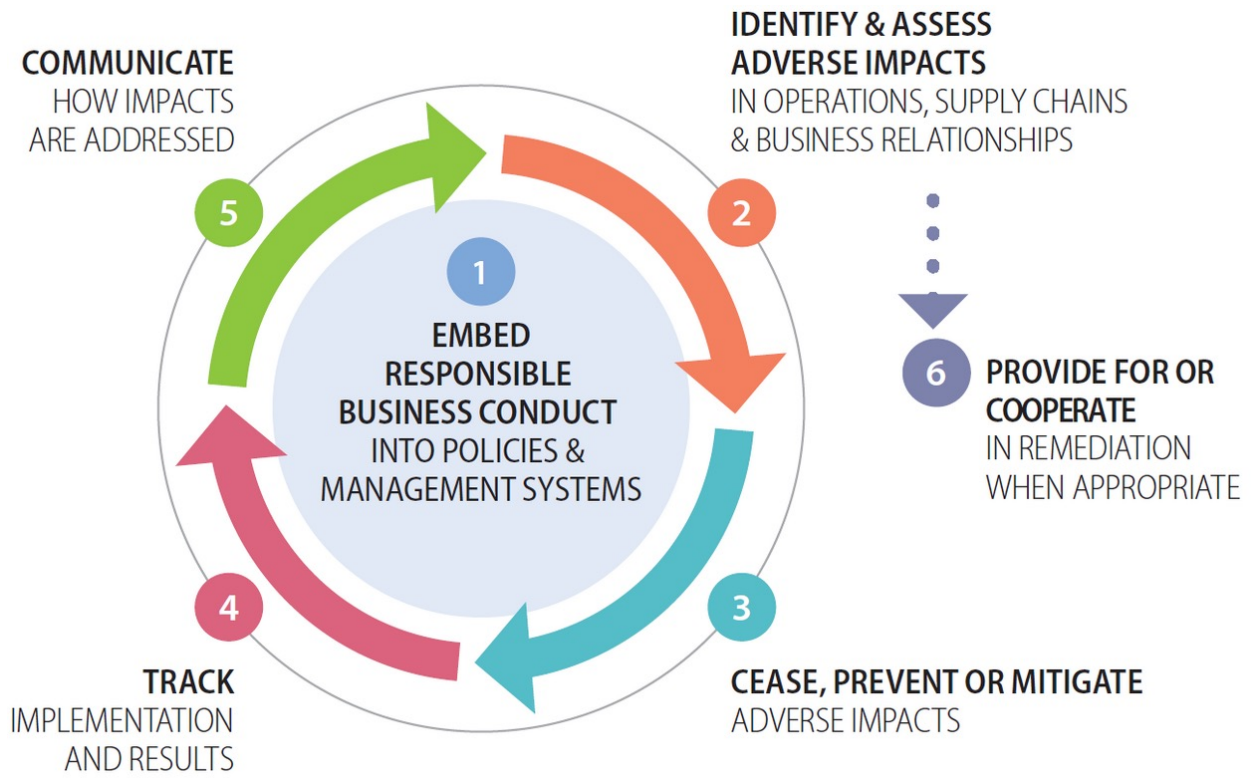 COMMUNICATE
HOW IMPACTS
ARE ADDRESSED
5
IDENTIFY & ASSESS
ADVERSE IMPACTS
IN OPERATIONS, SUPPLY CHAINS
& BUSINESS RELATIONSHIPS
2
1
EMBED
RESPONSIBLE
BUSINESS CONDUCT
INTO POLICIES &
MANAGEMENT SYSTEMS
6
PROVIDE FOR OR
COOPERATE
IN REMEDIATION
WHEN APPROPRIATE
4
TRACK
IMPLEMENTATION
AND RESULTS
3
CEASE, PREVENT OR MITIGATE
ADVERSE IMPACTS